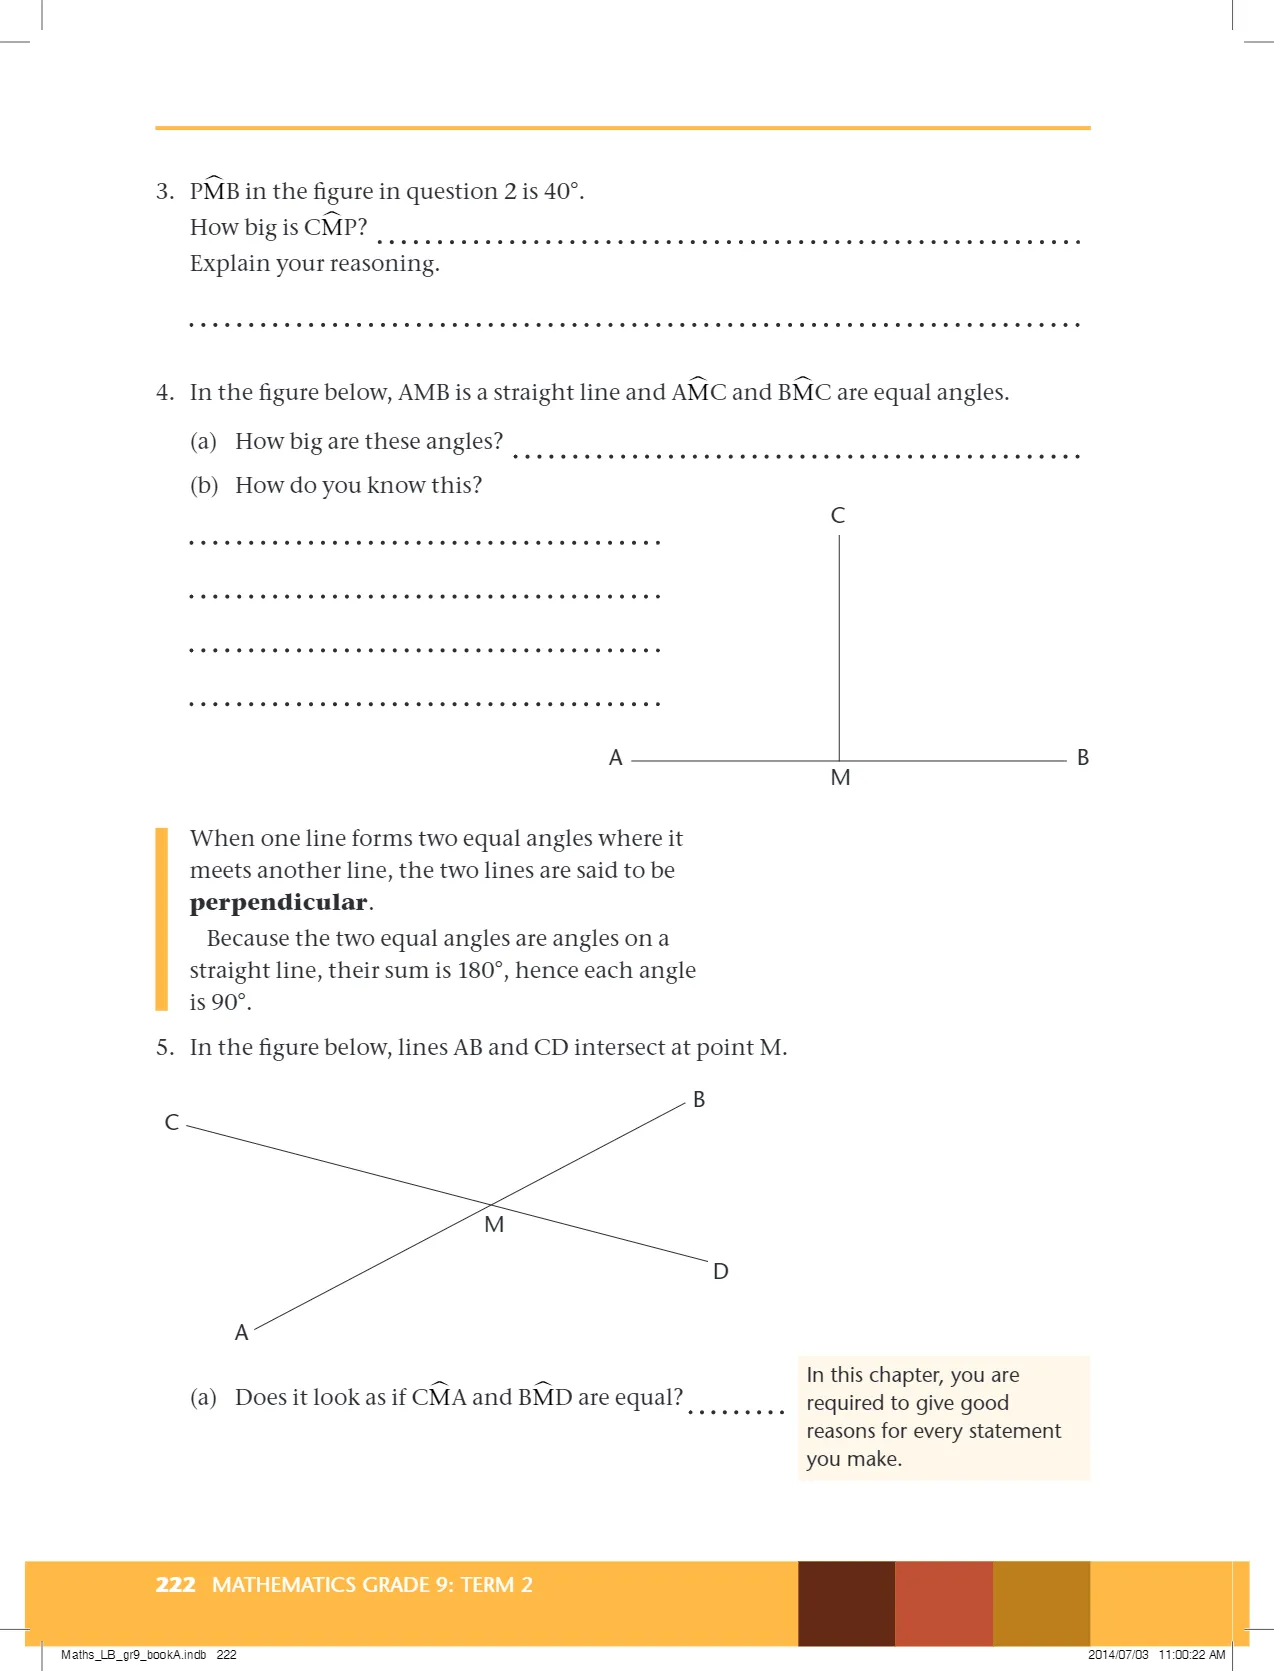 3. PM̂B in the figure in question 2 is 40°.
How big is CM̂P?
Explain your reasoning.
4. In the figure below, AMB is a straight line and AM̂C and BM̂C are equal angles.
(a) How big are these angles?
(b) How do you know this?
C
A
B
M
When one line forms two equal angles where it
meets another line, the two lines are said to be
perpendicular.
Because the two equal angles are angles on a
straight line, their sum is 180°, hence each angle
is 90°.
5. In the figure below, lines AB and CD intersect at point M.
B
C
M
D
A
(a) Does it look as if CM̂A and BM̂D are equal?
In this chapter, you are
required to give good
reasons for every statement
you make.
222 MATHEMATICS GRADE 9: TERM 2
Maths_LB_gr9_bookA.indb 222
2014/07/03 11:00:22 AM